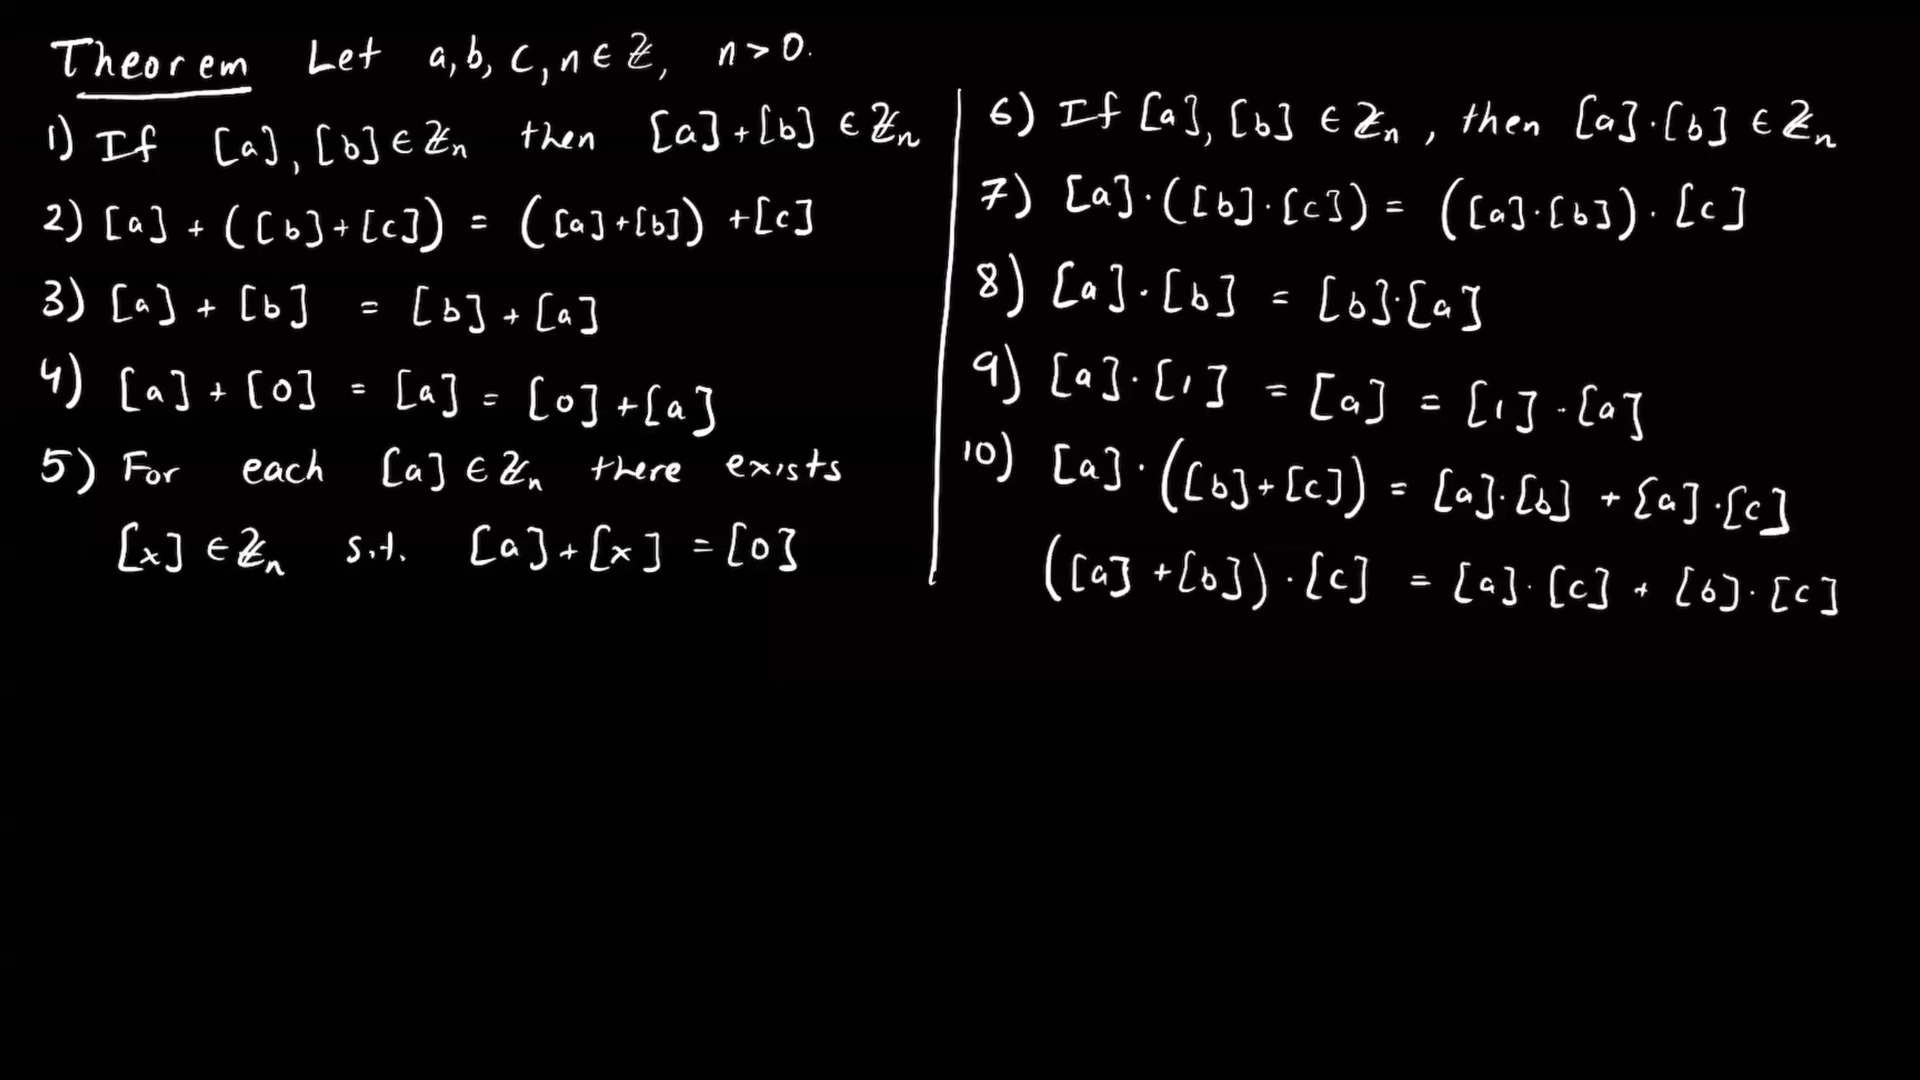 Theorem Let a, b, c, n ∈ ℤ, n > 0.
1) If [a], [b] ∈ ℤₙ then [a] + [b] ∈ ℤₙ
2) [a] + ([b] + [c]) = ([a] + [b]) + [c]
3) [a] + [b] = [b] + [a]
4) [a] + [0] = [a] = [0] + [a]
5) For each [a] ∈ ℤₙ there exists
[x] ∈ ℤₙ s.t. [a] + [x] = [0]
6) If [a], [b] ∈ ℤₙ, then [a] · [b] ∈ ℤₙ
7) [a] · ([b] · [c]) = ([a] · [b]) · [c]
8) [a] · [b] = [b] · [a]
9) [a] · [1] = [a] = [1] · [a]
10) [a] · ([b] + [c]) = [a] · [b] + [a] · [c]
([a] + [b]) · [c] = [a] · [c] + [b] · [c]